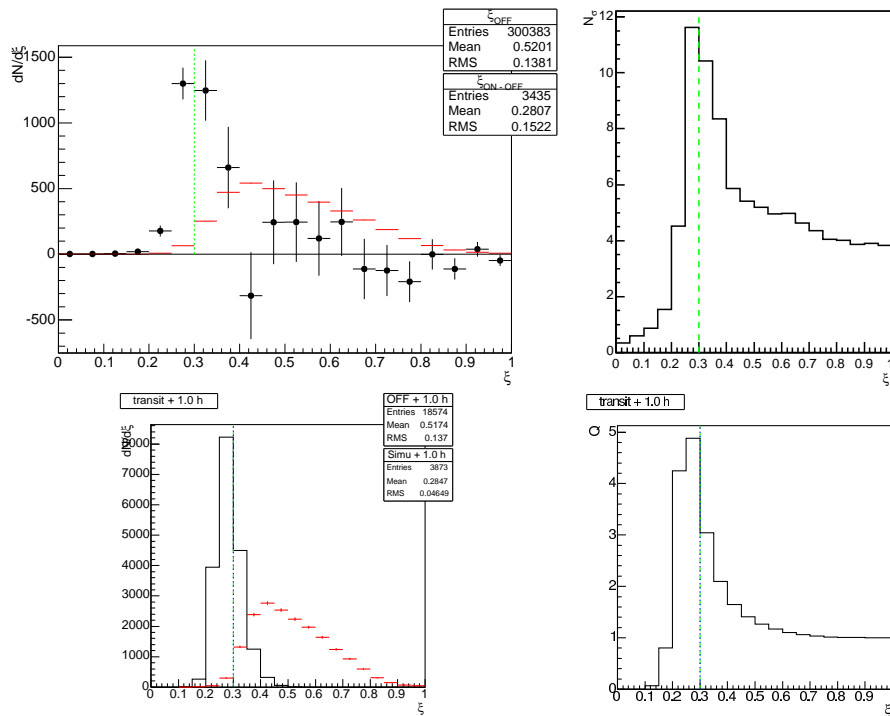 ξ_OFF
Entries 300383
Mean 0.5201
RMS 0.1381
ξ_ON - OFF
Entries 3435
Mean 0.2807
RMS 0.1522
dN/dξ
1500
1000
500
0
-500
0 0.1 0.2 0.3 0.4 0.5 0.6 0.7 0.8 0.9 1
ξ
N_σ
12
10
8
6
4
2
0
0 0.1 0.2 0.3 0.4 0.5 0.6 0.7 0.8 0.9 1
ξ
transit + 1.0 h
OFF + 1.0 h
Entries 18574
Mean 0.5174
RMS 0.137
Simu + 1.0 h
Entries 3873
Mean 0.2847
RMS 0.04649
dN/dξ
8000
7000
6000
5000
4000
3000
2000
1000
0
0 0.1 0.2 0.3 0.4 0.5 0.6 0.7 0.8 0.9 1
ξ
transit + 1.0 h
Q
5
4
3
2
1
0
0 0.1 0.2 0.3 0.4 0.5 0.6 0.7 0.8 0.9 1
ξ